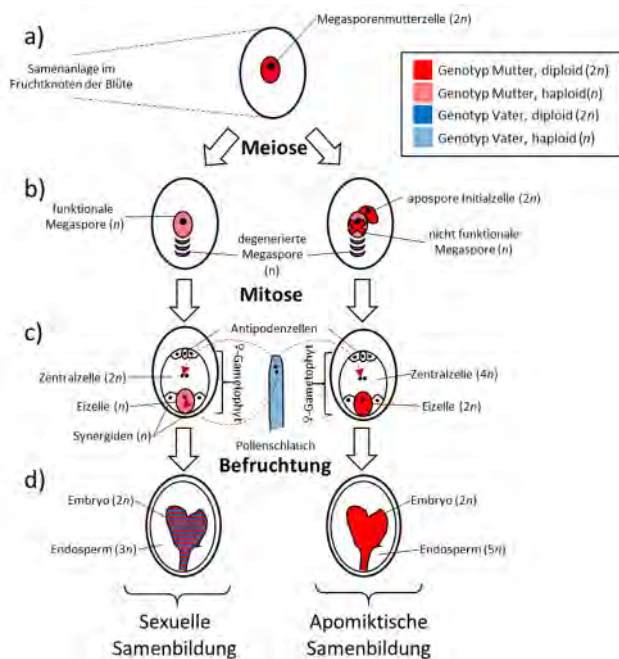 a)
Megasporenmutterzelle (2n)
Samenanlage im
Fruchtknoten der Blüte
Genotyp Mutter, diploid (2n)
Genotyp Mutter, haploid(n)
Genotyp Vater, diploid (2n)
Genotyp Vater, haploid (n)
Meiose
b)
funktionale
Megaspore (n)
apospore Initialzelle (2n)
degenerierte
Megaspore
(n)
nicht funktionale
Megaspore (n)
Mitose
c)
Antipodenzellen
Zentralzelle (2n)
Eizelle (n)
Synergiden (n)
♀-Gametophyt
♀-Gametophyt
Zentralzelle (4n)
Eizelle (2n)
Pollenschlauch
Befruchtung
d)
Embryo (2n)
Endosperm (3n)
Embryo (2n)
Endosperm (5n)
Sexuelle
Samenbildung
Apomiktische
Samenbildung